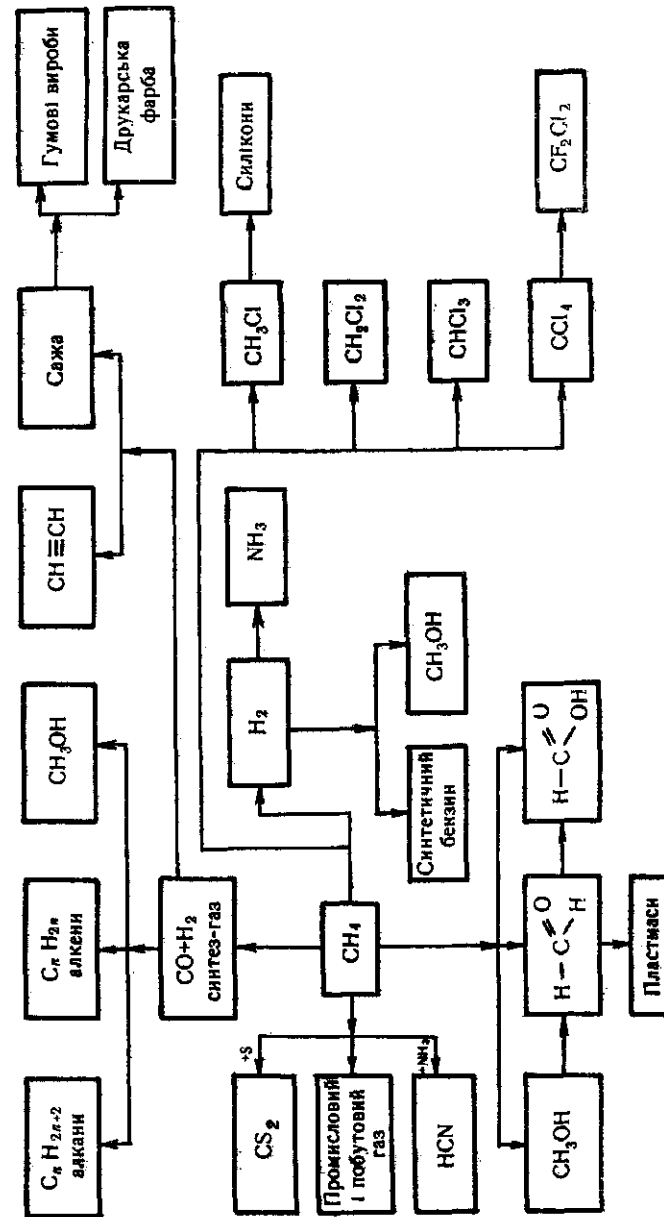 CₙH₂ₙ₊₂
алкани
CₙH₂ₙ
алкени
CH₃OH
CH≡CH
Сажа
Гумові вироби
Друкарська
фарба
CO+H₂
синтез-газ
+S
CS₂
Промисловий
і побутовий
газ
+NH₃
HCN
CH₄
H₂
NH₃
Синтетичний
бензин
CH₃OH
CH₃Cl
Силікони
CH₂Cl₂
CHCl₃
CCl₄
CF₂Cl₂
CH₃OH
H–C=O
H
H–C=O
OH
Пластмаси